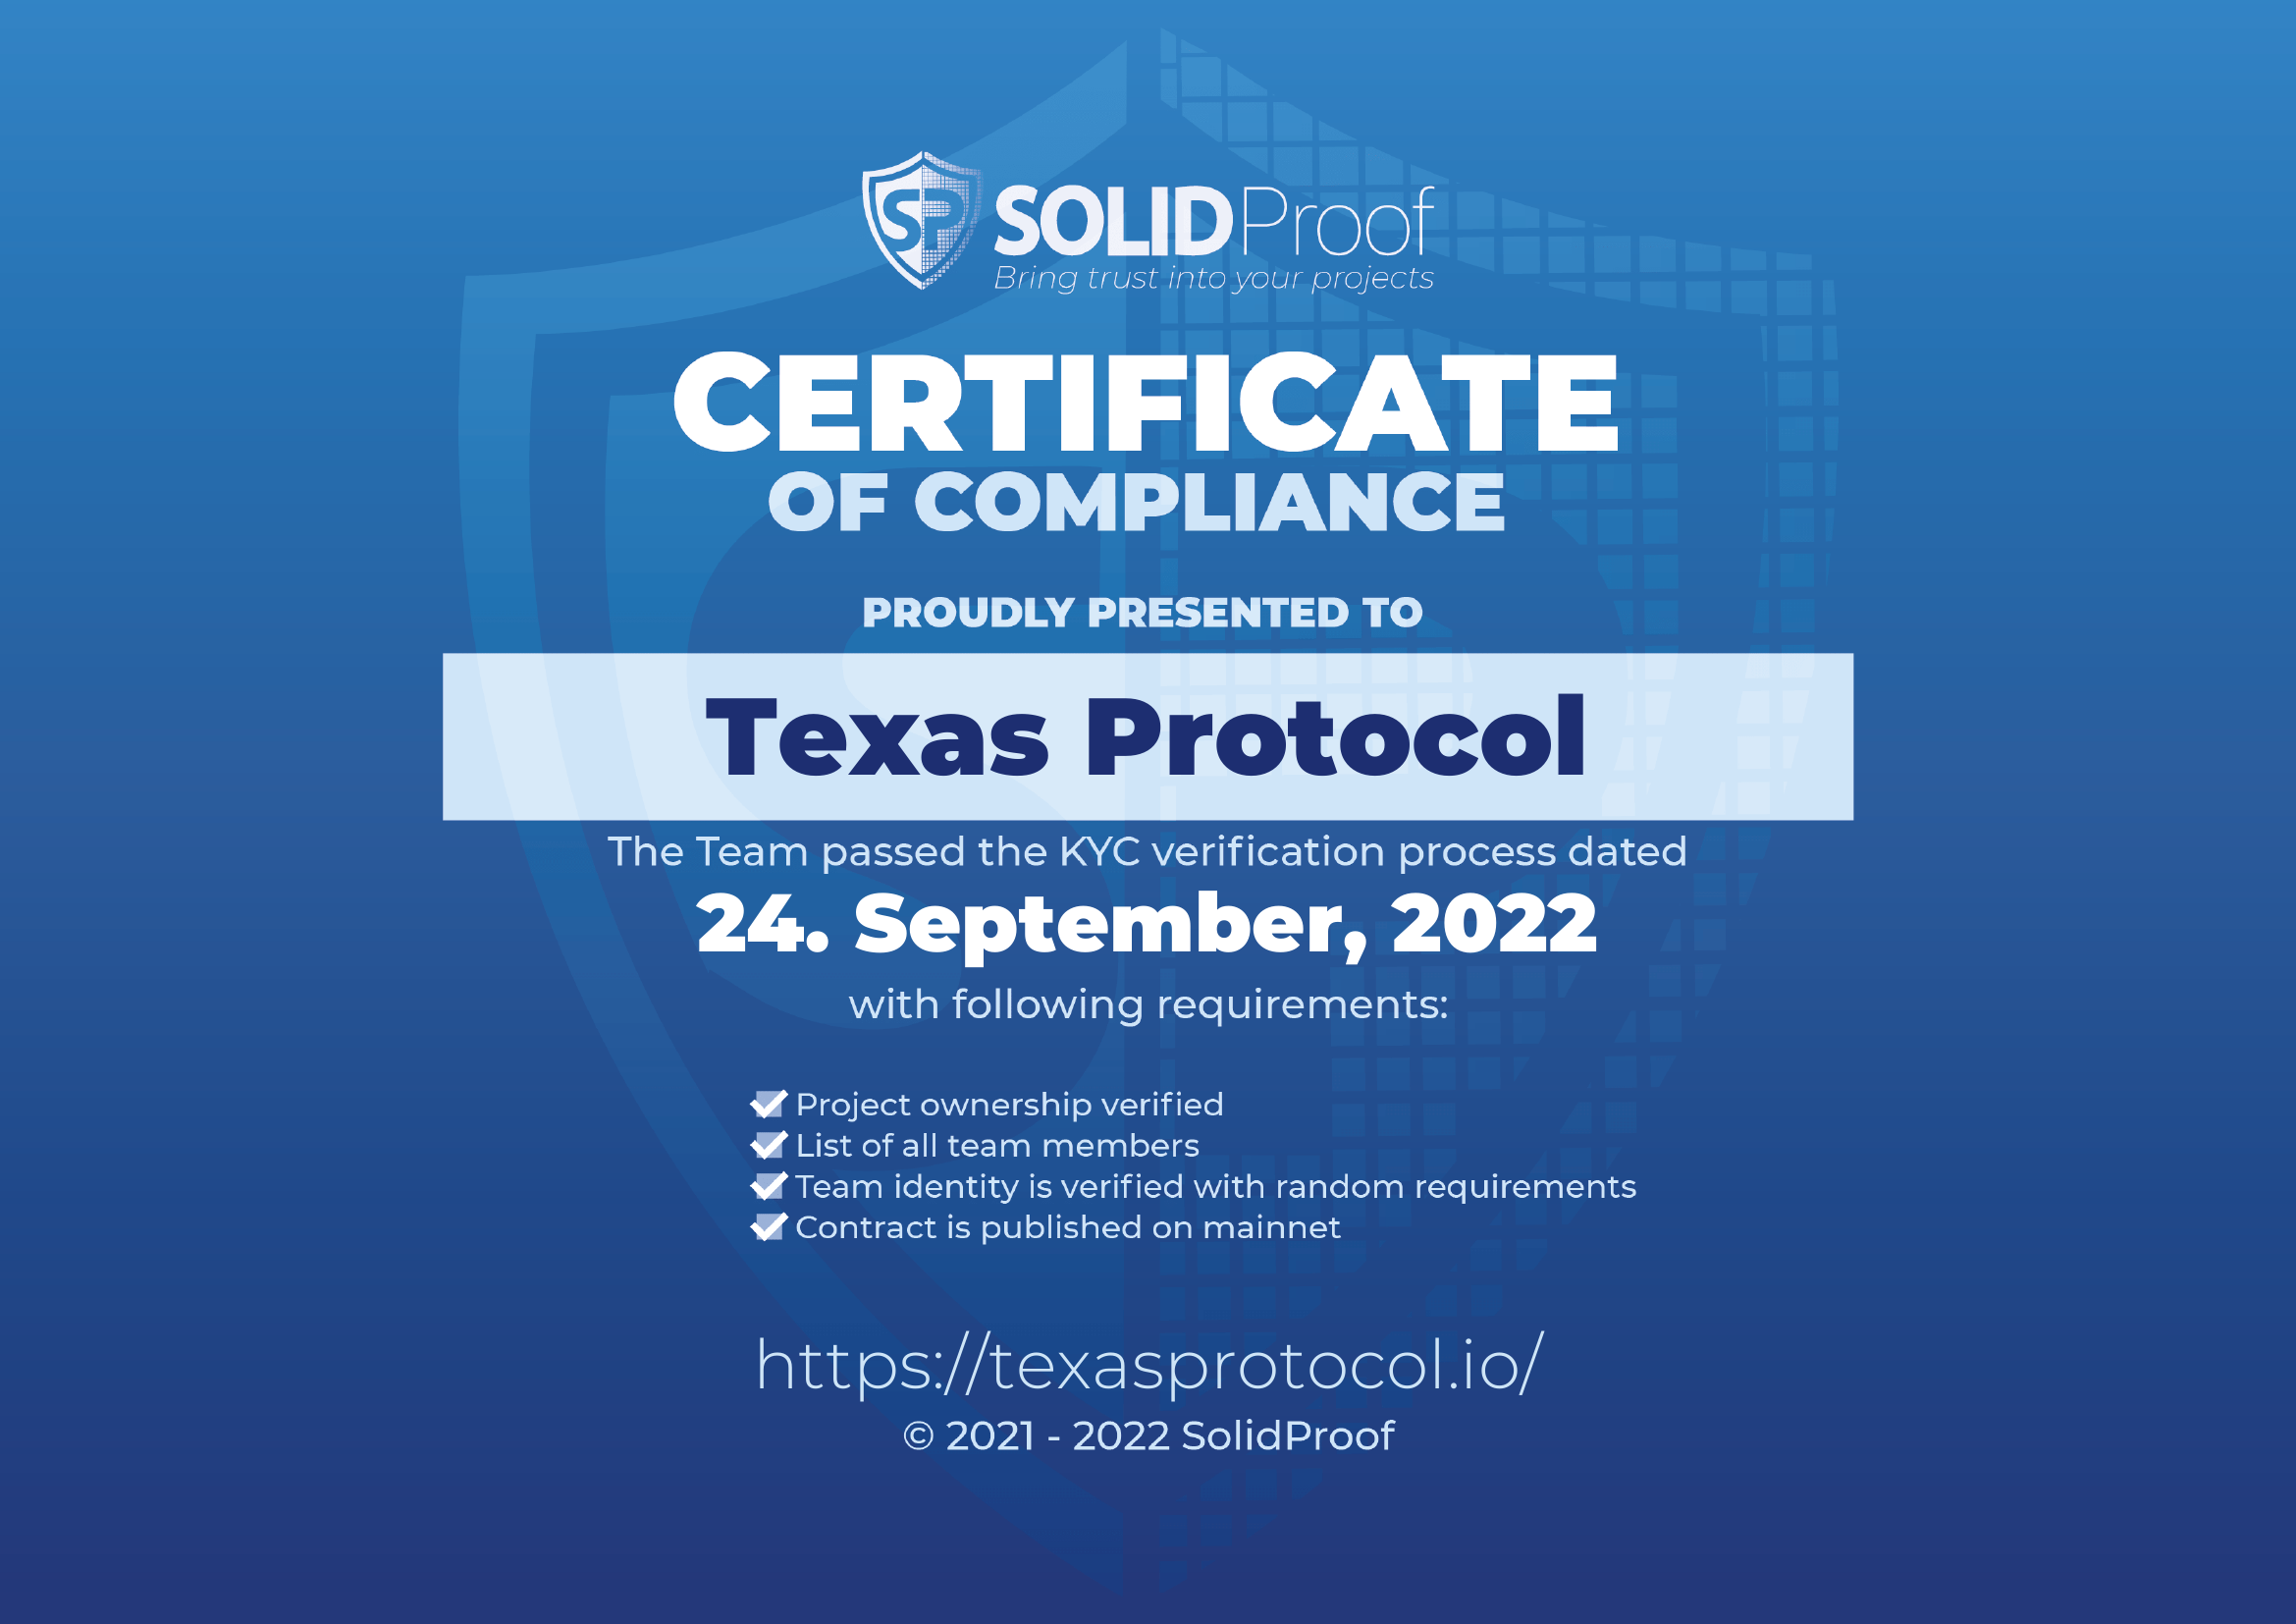 SP SOLIDProof
Bring trust into your projects
CERTIFICATE
OF COMPLIANCE
PROUDLY PRESENTED TO
Texas Protocol
The Team passed the KYC verification process dated
24. September, 2022
with following requirements:
Project ownership verified
List of all team members
Team identity is verified with random requirements
Contract is published on mainnet
https://texasprotocol.io/
© 2021 - 2022 SolidProof